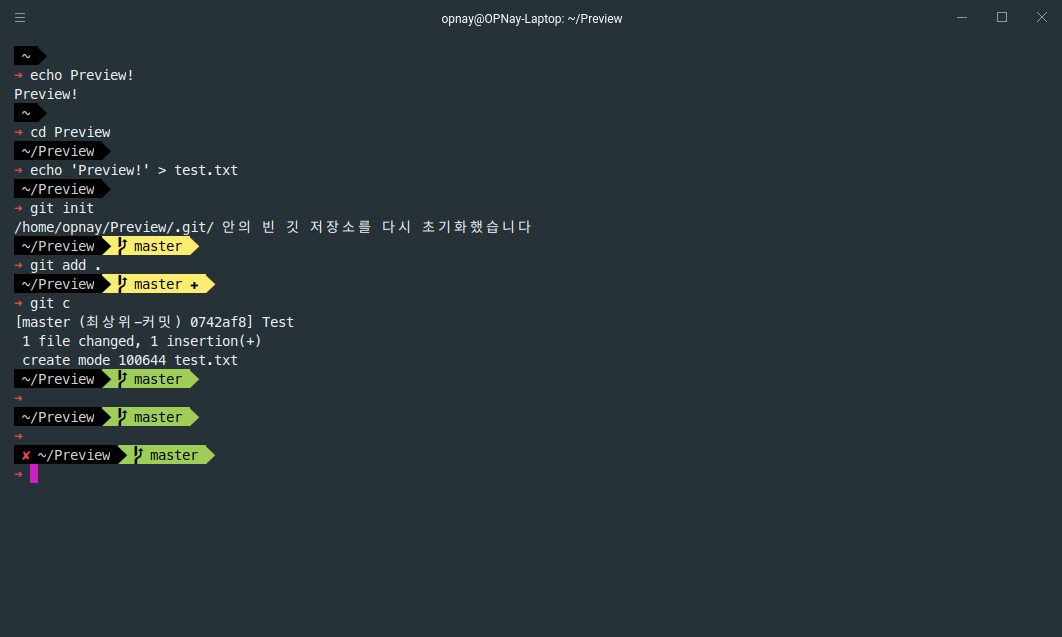 opnay@OPNay-Laptop: ~/Preview
~
➜ echo Preview!
Preview!
~
➜ cd Preview
~/Preview
➜ echo 'Preview!' > test.txt
~/Preview
➜ git init
/home/opnay/Preview/.git/ 안의 빈 깃 저장소를 다시 초기화했습니다
~/Preview master
➜ git add .
~/Preview master ✚
➜ git c
[master (최상위-커밋) 0742af8] Test
1 file changed, 1 insertion(+)
create mode 100644 test.txt
~/Preview master
➜
~/Preview master
➜
✘ ~/Preview master
➜